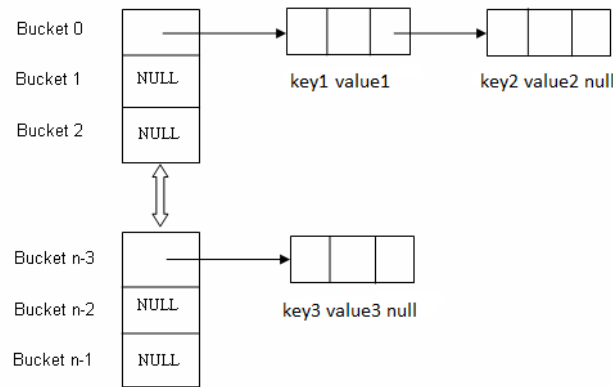 Bucket 0
key1 value1
key2 value2 null
Bucket 1 NULL
Bucket 2 NULL
Bucket n-3
key3 value3 null
Bucket n-2 NULL
Bucket n-1 NULL